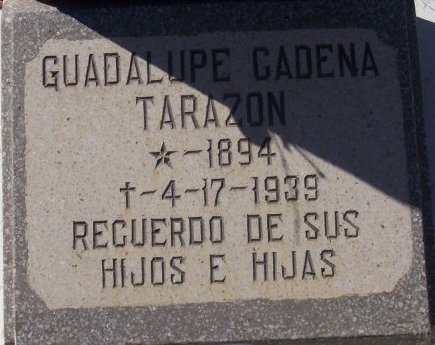 GUADALUPE CADENA
TARAZON
☆-1894
†-4-17-1939
RECUERDO DE SUS
HIJOS E HIJAS